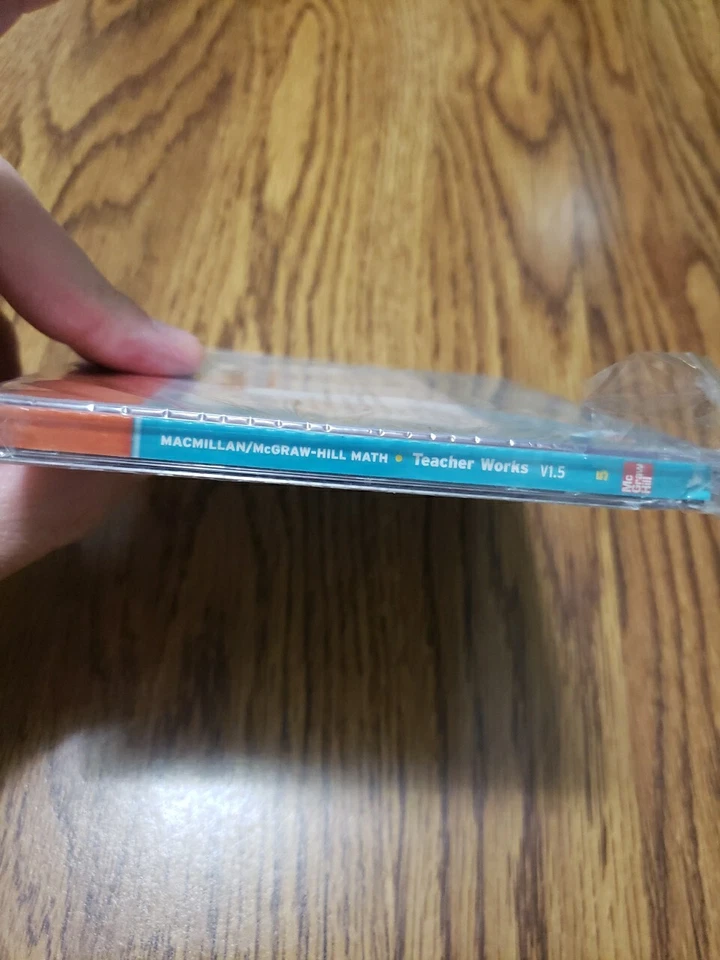 MACMILLAN/McGRAW-HILL MATH • Teacher Works V1.5 5
Mc
Graw
Hill